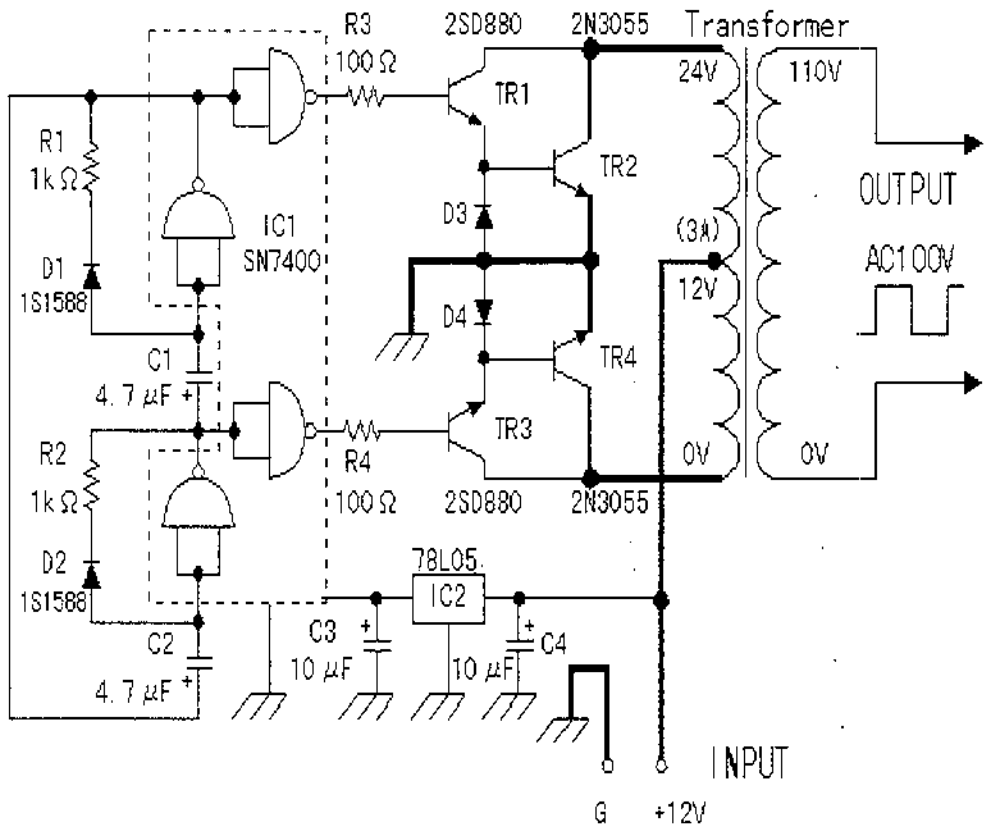 R3
100Ω
2SD880
2N3055
Transformer
24V
110V
R1
1kΩ
TR1
TR2
OUTPUT
IC1
SN7400
D3
(3A)
D1
1S1588
12V
AC100V
D4
C1
4.7μF +
TR4
TR3
R2
1kΩ
R4
100Ω
0V
0V
2SD880
2N3055
D2
1S1588
78L05
IC2
C2
4.7μF +
C3
+
10μF
+
C4
10μF
INPUT
G
+12V